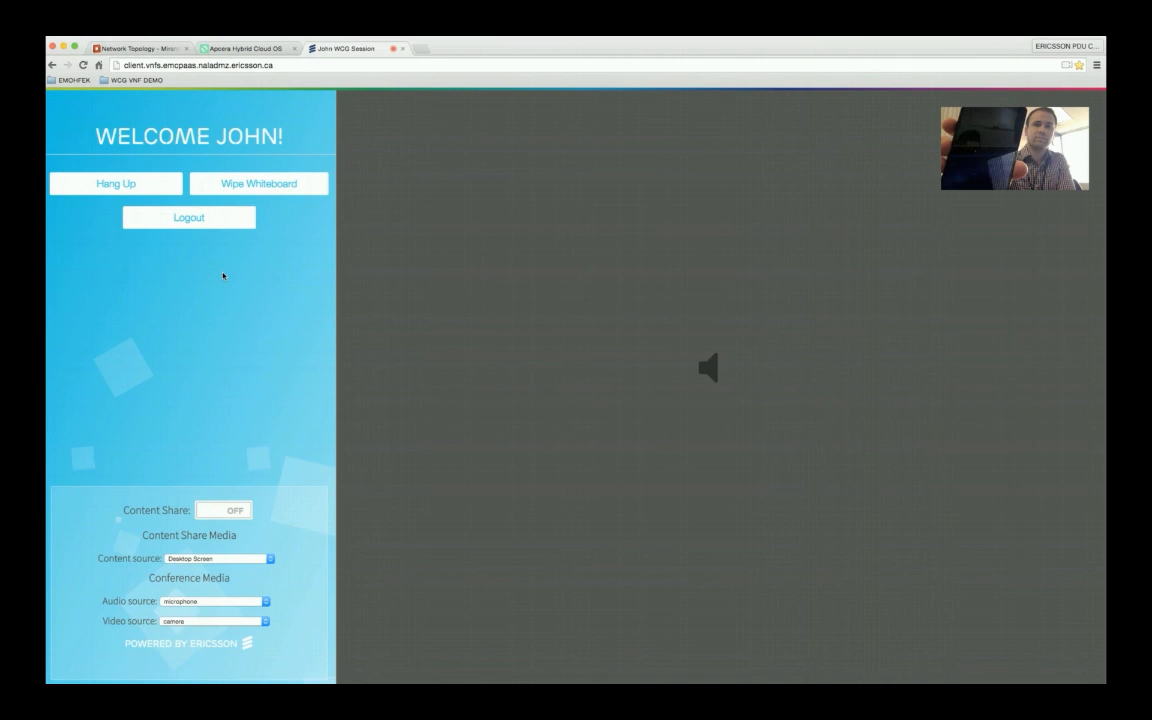 Network Topology - Miran
Apcera Hybrid Cloud OS
John WCG Session
ERICSSON PDU C...
client.vnfs.emcpaas.naladmz.ericsson.ca
EMOHFEK
WCG VNF DEMO
WELCOME JOHN!
Hang Up
Wipe Whiteboard
Logout
Content Share:
OFF
Content Share Media
Content source:
Desktop Screen
Conference Media
Audio source:
microphone
Video source:
camera
POWERED BY ERICSSON